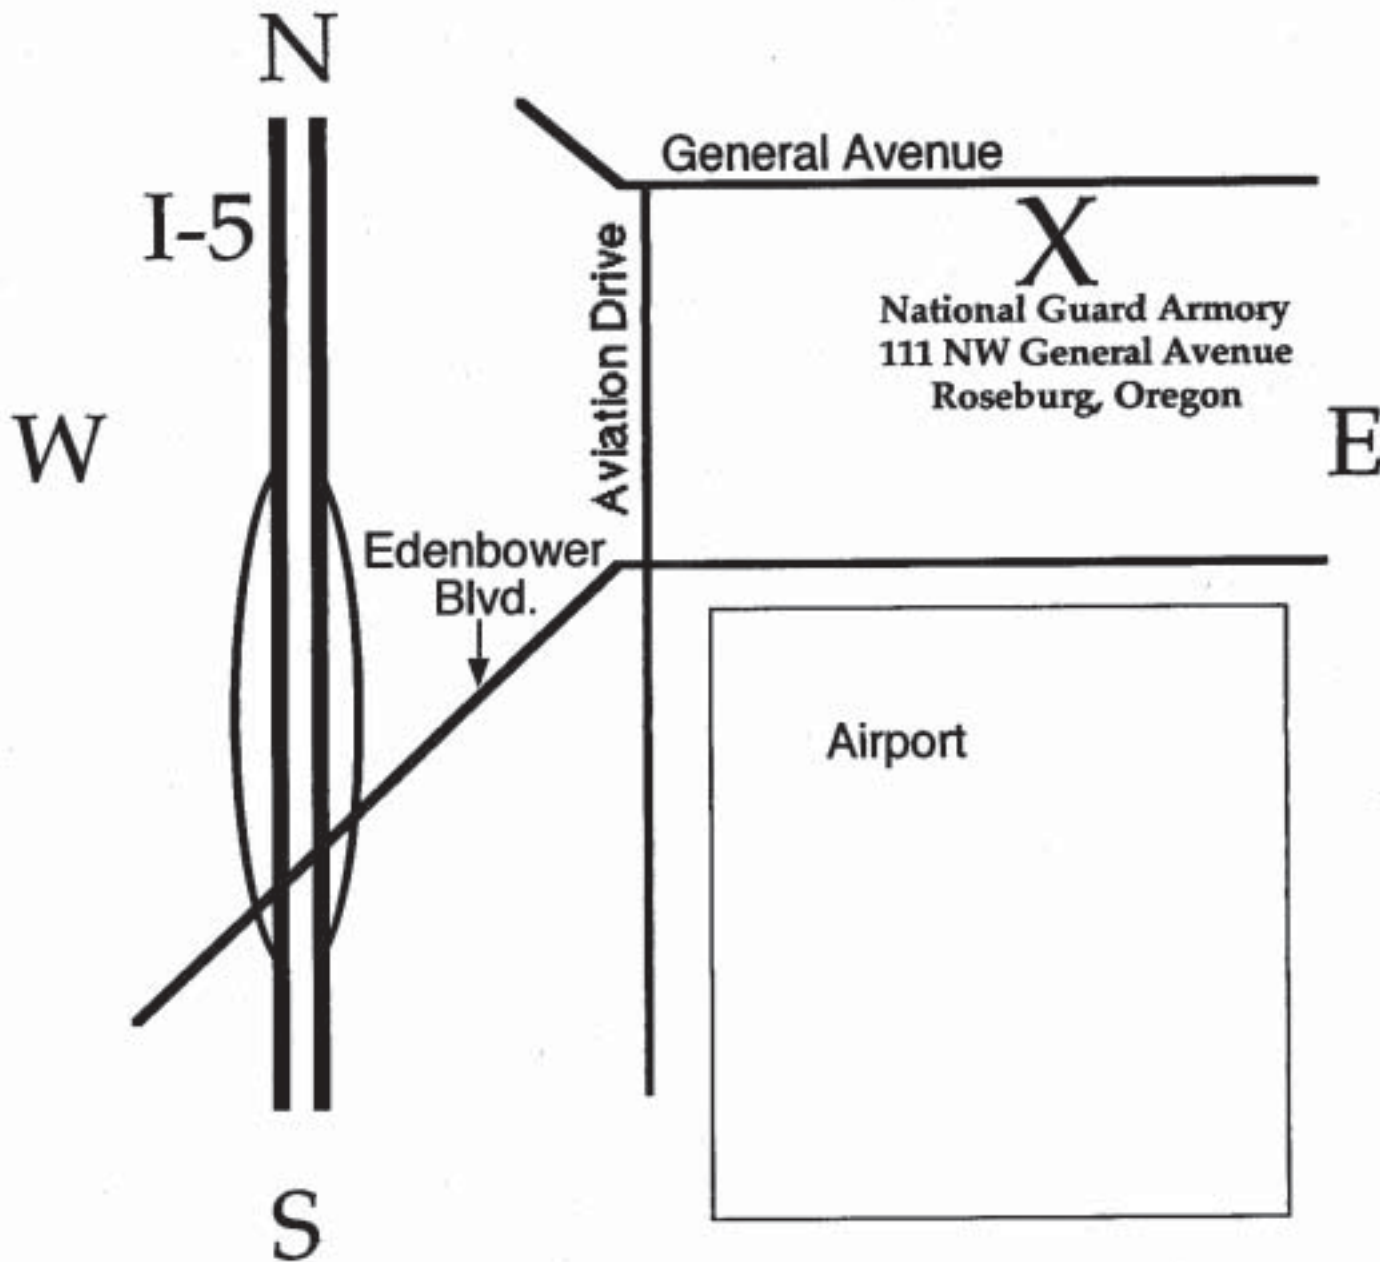 N
General Avenue
I-5
X
Aviation Drive
National Guard Armory
111 NW General Avenue
Roseburg, Oregon
W
E
Edenbower
Blvd.
Airport
S